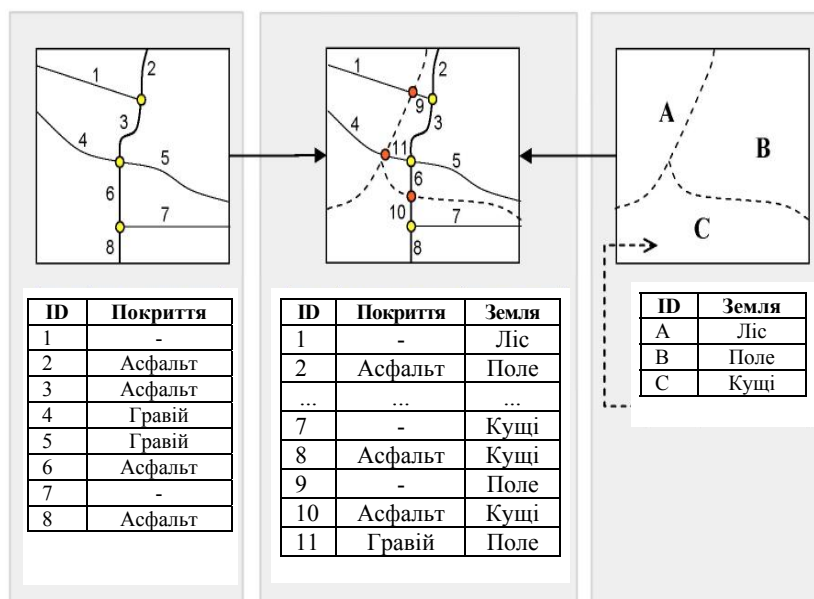 1
2
3
4
5
6
7
8
1
2
9
3
4
11
5
6
10
7
8
A
B
C
ID Покриття
1 -
2 Асфальт
3 Асфальт
4 Гравій
5 Гравій
6 Асфальт
7 -
8 Асфальт
ID Покриття Земля
1 - Ліс
2 Асфальт Поле
... ... ...
7 - Кущі
8 Асфальт Кущі
9 - Поле
10 Асфальт Кущі
11 Гравій Поле
ID Земля
A Ліс
B Поле
C Кущі